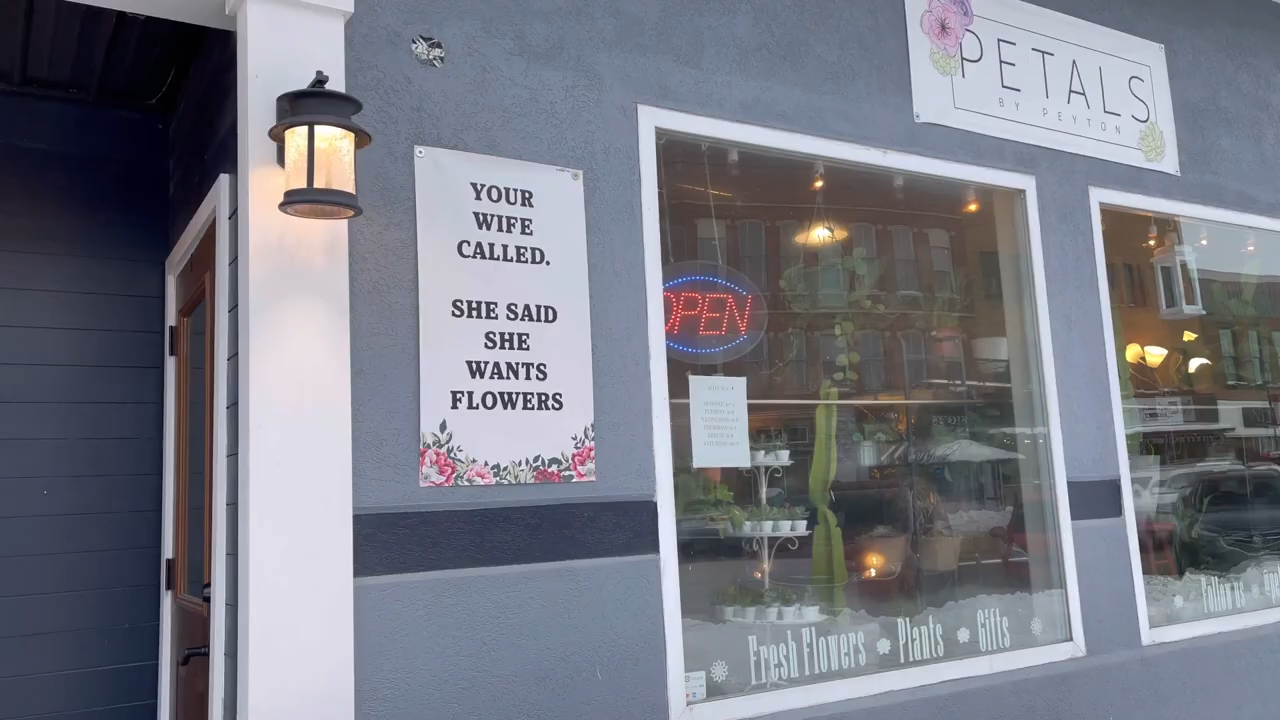 PETALS
BY PEYTON
YOUR
WIFE
CALLED.
SHE SAID
SHE
WANTS
FLOWERS
OPEN
Fresh Flowers Plants Gifts
Follow us